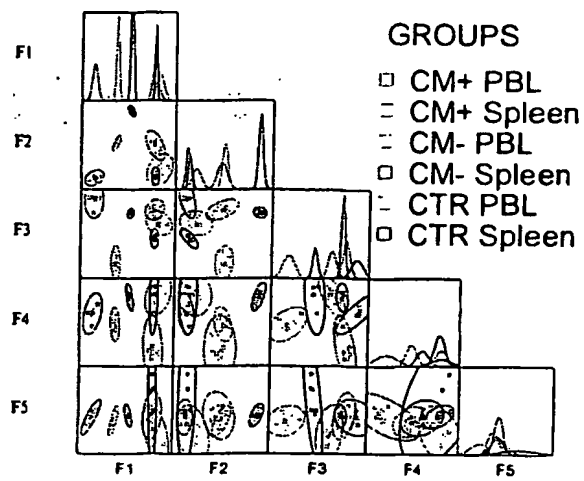 GROUPS
CM+ PBL
CM+ Spleen
CM- PBL
CM- Spleen
CTR PBL
CTR Spleen
F1
F2
F3
F4
F5
F1 F2 F3 F4 F5